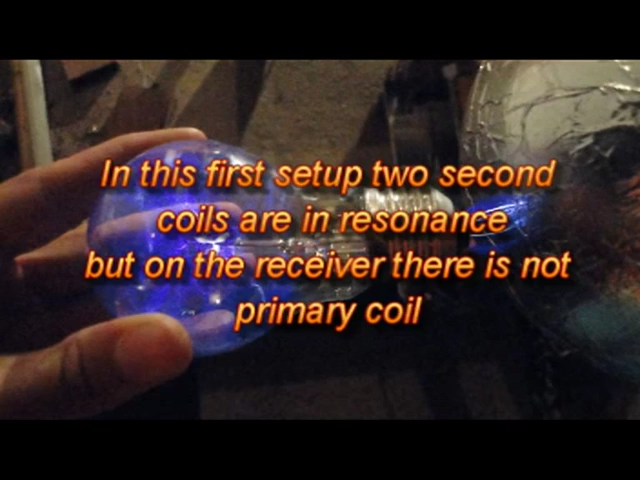 In this first setup two second
coils are in resonance
but on the receiver there is not
primary coil